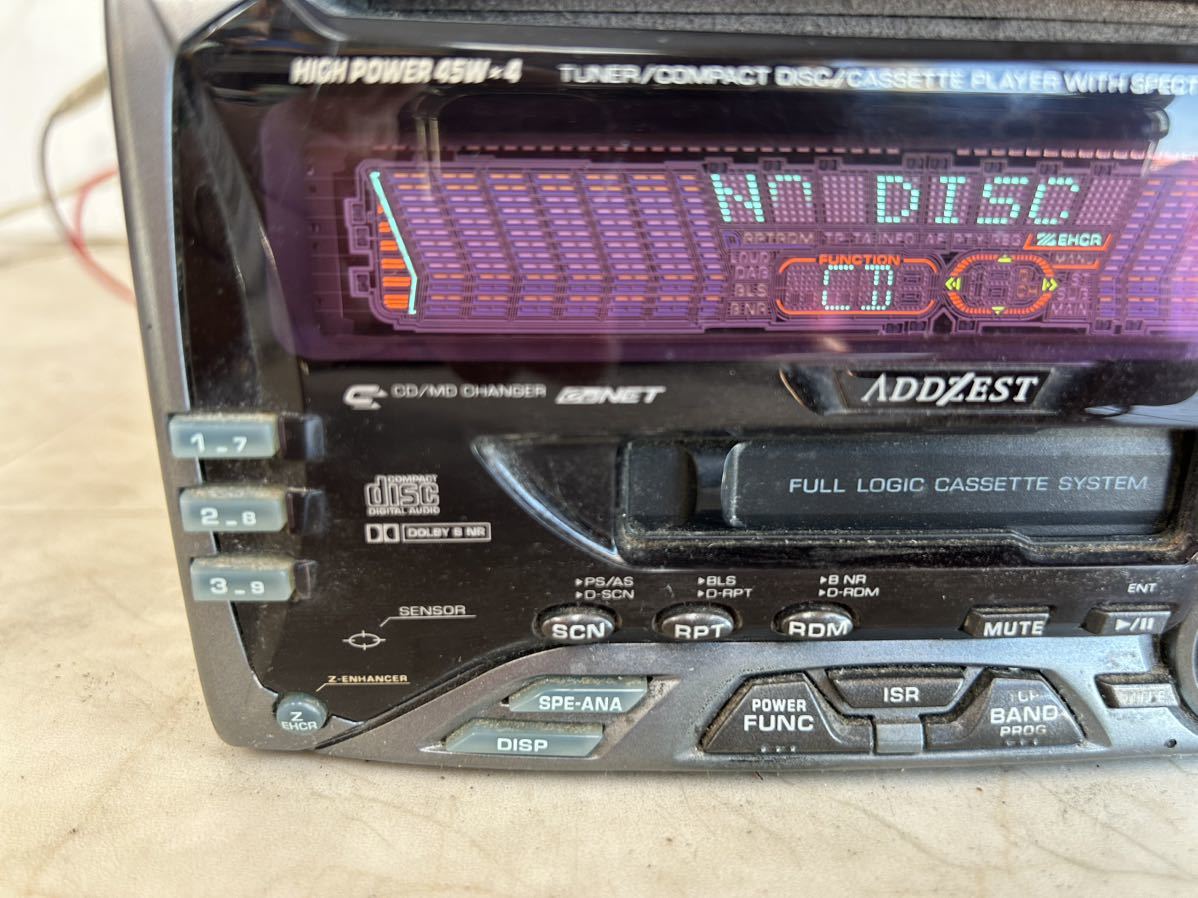 HIGH POWER 45W×4 TUNER/COMPACT DISC/CASSETTE PLAYER WITH SPECT
NO DISC
RPT RDM
ZEHCR
LOUD
DAG
BLS
B NR
FUNCTION
CD
CD/MD CHANGER
NET
ADDZEST
1-7
2-8
3-9
COMPACT
disc
DIGITAL AUDIO
DOLBY B NR
FULL LOGIC CASSETTE SYSTEM
►PS/AS
►D-SCN
SCN
►BLS
►D-RPT
RPT
►B NR
►D-RDM
RDM
MUTE
ENT
►/II
SENSOR
Z-ENHANCER
Z
EHCR
SPE-ANA
DISP
POWER
FUNC
ISR
TOP
BAND
PROG